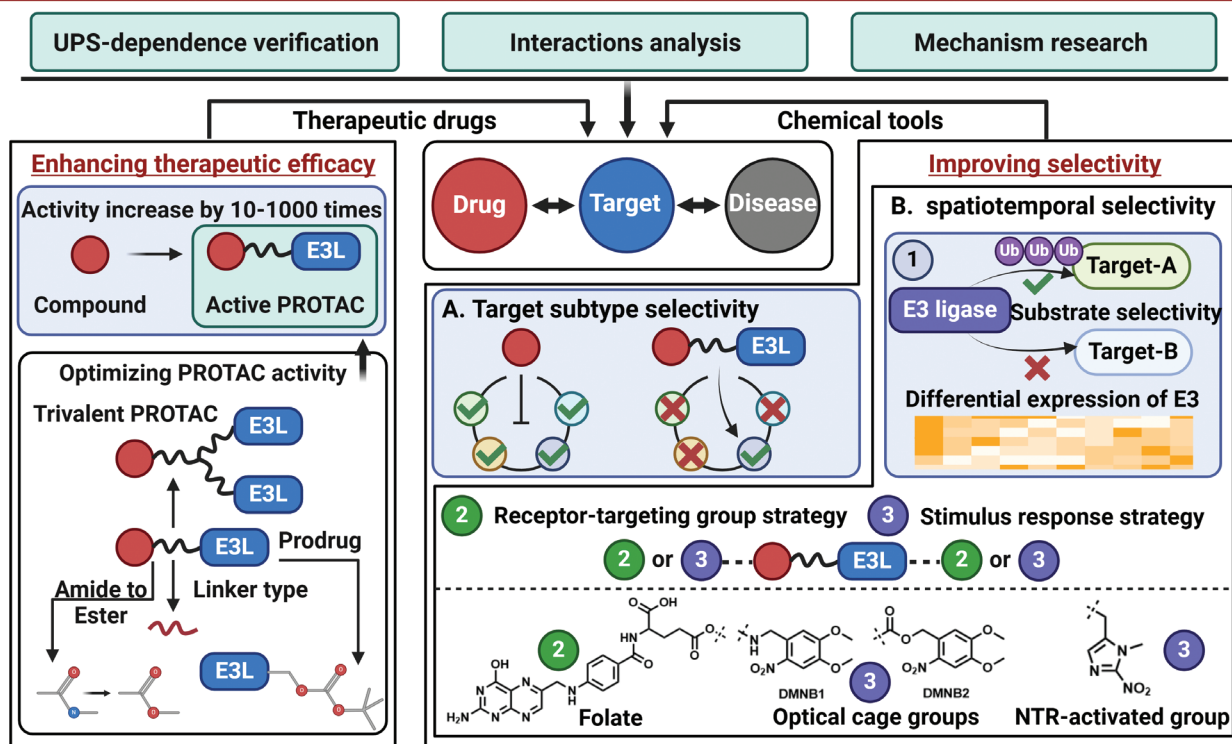 UPS-dependence verification
Interactions analysis
Mechanism research
Therapeutic drugs
Chemical tools
Enhancing therapeutic efficacy
Activity increase by 10-1000 times
E3L
Compound
Active PROTAC
Optimizing PROTAC activity
Trivalent PROTAC
E3L
E3L
E3L
Prodrug
Amide to
Ester
Linker type
E3L
O
N
O
O
O
O
O
O
Drug
Target
Disease
A. Target subtype selectivity
E3L
Improving selectivity
B. spatiotemporal selectivity
1
Ub
Ub
Ub
Target-A
E3 ligase
Substrate selectivity
Target-B
Differential expression of E3
2
Receptor-targeting group strategy
3
Stimulus response strategy
2 or 3
E3L
2 or 3
2
OH
N
N
H₂N
N
N
N
H
O
HN
O
OH
O
O
Folate
N
H
NO₂
O
O
DMNB1
O
O
NO₂
O
O
DMNB2
3
Optical cage groups
N
N
NO₂
3
NTR-activated group